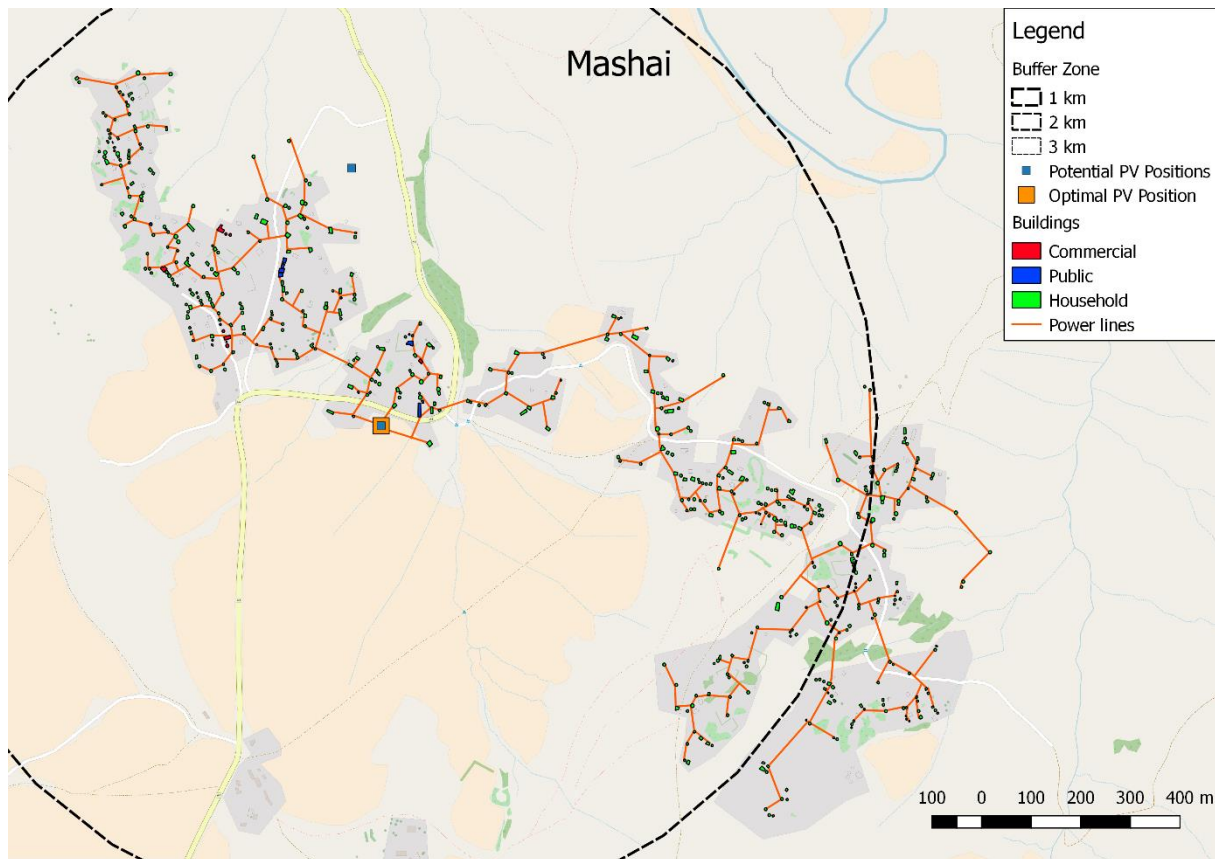 Mashai
Legend
Buffer Zone
1 km
2 km
3 km
Potential PV Positions
Optimal PV Position
Buildings
Commercial
Public
Household
Power lines
100 0 100 200 300 400 m